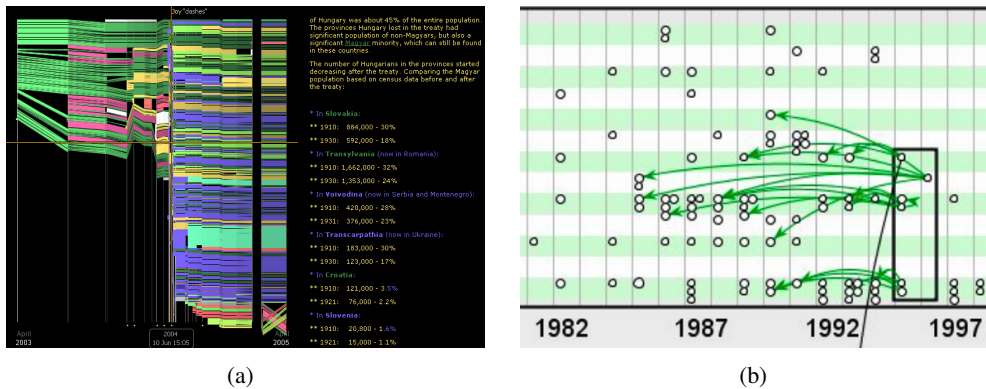 Joy "dashes"
of Hungary was about 45% of the entire population.
The provinces Hungary lost in the treaty had
significant population of non-Magyars, but also a
significant Magyar minority, which can still be found
in these countries.
The number of Hungarians in the provinces started
decreasing after the treaty. Comparing the Magyar
population based on census data before and after
the treaty:
* In Slovakia:
** 1910: 884,000 - 30%
** 1930: 592,000 - 18%
* In Transylvania (now in Romania):
** 1910: 1,662,000 - 32%
** 1930: 1,353,000 - 24%
* In Voivodina (now in Serbia and Montenegro):
** 1910: 420,000 - 28%
** 1931: 376,000 - 23%
* In Transcarpathia (now in Ukraine):
** 1910: 183,000 - 30%
** 1930: 123,000 - 17%
* In Croatia:
** 1910: 121,000 - 3.5%
** 1921: 76,000 - 2.2%
* In Slovenia:
** 1910: 20,800 - 1.6%
** 1921: 15,000 - 1.1%
April
2003
2004
10 Jun 15:05
April
2005
1982 1987 1992 1997
(a) (b)